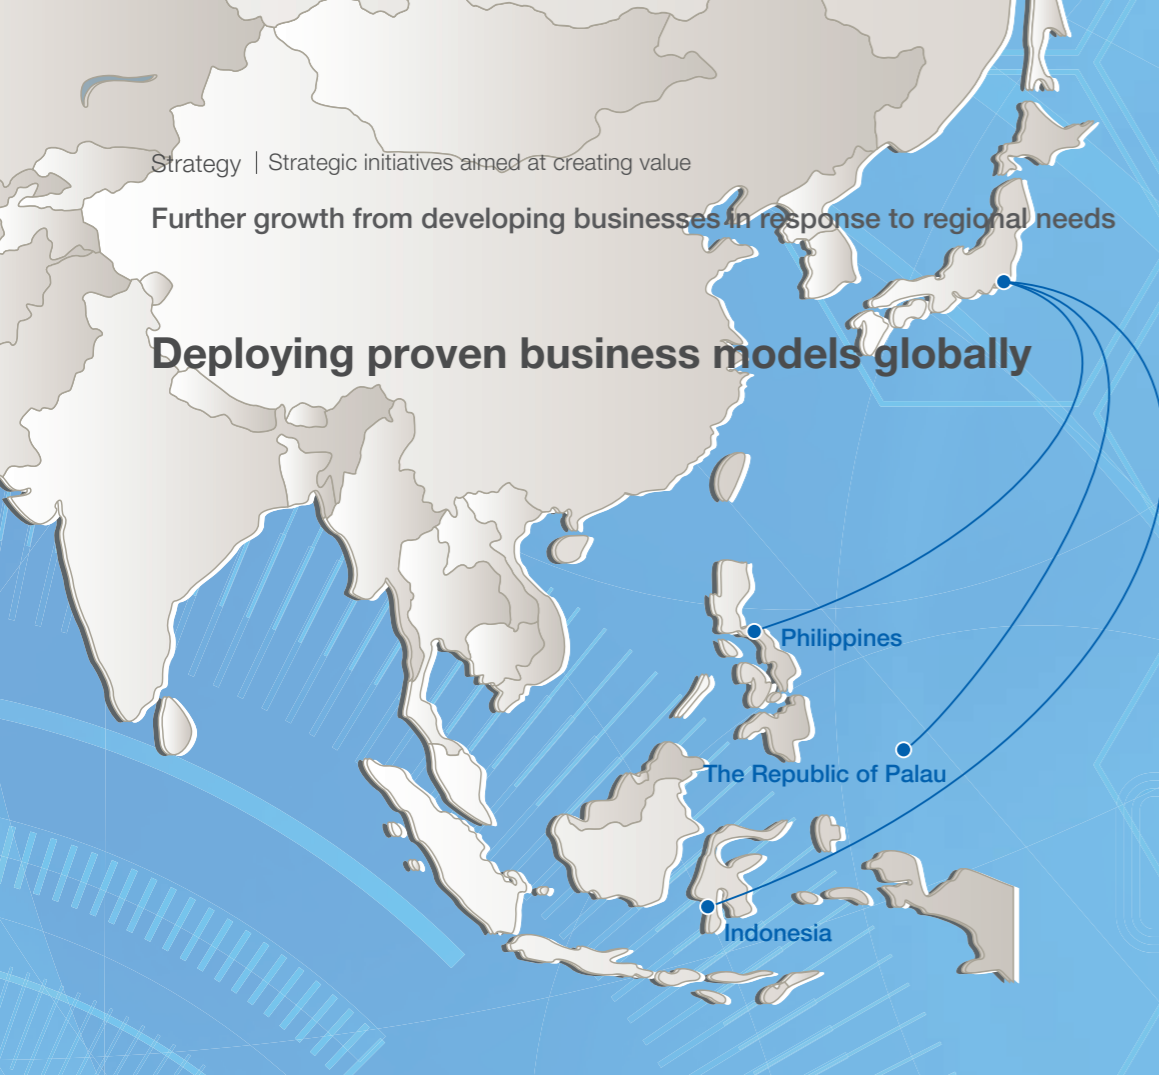 Strategy | Strategic initiatives aimed at creating value
Further growth from developing businesses in response to regional needs
Deploying proven business models globally
Philippines
The Republic of Palau
Indonesia